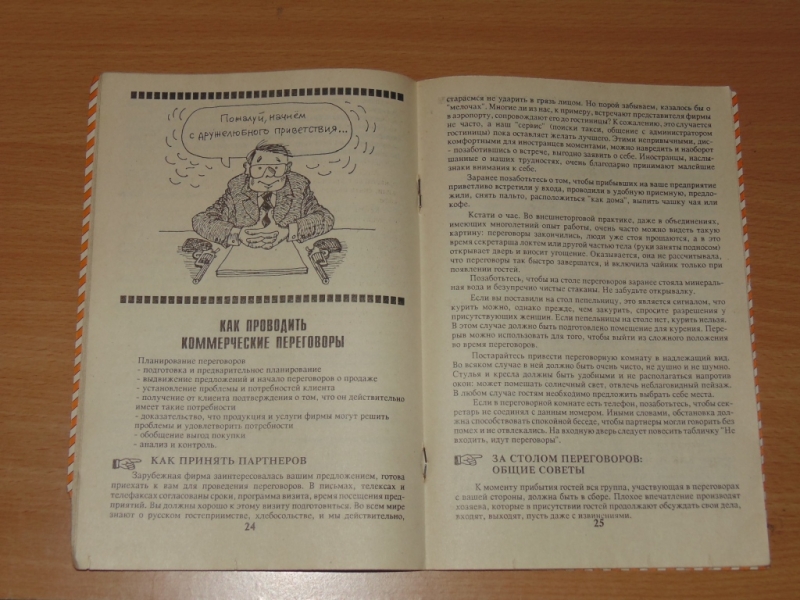 Пожалуй, начнем
с дружелюбного приветствия...
КАК ПРОВОДИТЬ
КОММЕРЧЕСКИЕ ПЕРЕГОВОРЫ
Планирование переговоров
- подготовка и предварительное планирование
- выдвижение предложений и начало переговоров о продаже
- установление проблемы и потребностей клиента
- получение от клиента подтверждения о том, что он действительно
имеет такие потребности
- доказательство, что продукция и услуги фирмы могут решить
проблемы и удовлетворить потребности
- обобщение выгод покупки
- анализ и контроль.
КАК ПРИНЯТЬ ПАРТНЕРОВ
Зарубежная фирма заинтересовалась вашим предложением, готова
приехать к вам для проведения переговоров. В письмах, телексах и
телефаксах согласованы сроки, программа визита, время посещения пред-
приятий. Вы должны хорошо к этому визиту подготовиться. Во всем мире
знают о русском гостеприимстве, хлебосольстве, и мы действительно,
24
стараемся не ударить в грязь лицом. Но порой забываем, казалось бы о
"мелочах". Многие ли из нас, к примеру, встречают представителя фирмы
в аэропорту, сопровождают его до гостиницы? К сожалению, это случается
не часто, а наш "сервис" (поиски такси, общение с администратором
гостиницы) пока оставляет желать лучшего. Этими непривычными, дис-
комфортными для иностранцев моментами, можно навредить и наоборот
- позаботившись о встрече, выгодно заявить о себе. Иностранцы, наслы-
шанные о наших трудностях, очень благодарно принимают малейшие
знаки внимания к себе.
Заранее позаботьтесь о том, чтобы прибывших на ваше предприятие
приветливо встретили у входа, проводили в удобную приемную, предло-
жили, снять пальто, расположиться "как дома", выпить чашку чая или
кофе.
Кстати о чае. Во внешнеторговой практике, даже в объединениях,
имеющих многолетний опыт работы, очень часто можно видеть такую
картину: переговоры закончились, люди уже стоя прощаются, а в это
время секретарша локтем или другой частью тела (руки заняты подносом)
открывает дверь и вносит угощение. Оказывается, она не рассчитывала,
что переговоры так быстро завершатся, и включила чайник только при
появлении гостей.
Позаботьтесь, чтобы на столе переговоров заранее стояла минераль-
ная вода и безупречно чистые стаканы. Не забудьте открывалку.
Если вы поставили на стол пепельницу, это является сигналом, что
курить можно, однако прежде, чем закурить, спросите разрешения у
присутствующих женщин. Если пепельницы на столе нет, курить нельзя.
В этом случае должно быть подготовлено помещение для курения. Пере-
рыв можно использовать для того, чтобы выйти из сложного положения
во время переговоров.
Постарайтесь привести переговорную комнату в надлежащий вид.
Во всяком случае в ней должно быть очень чисто, не душно и не шумно.
Стулья и кресла должны быть удобными и не располагаться напротив
окон: может помешать солнечный свет, отвлечь неблаговидный пейзаж.
В любом случае гостям необходимо предложить выбрать себе места.
Если в переговорной комнате есть телефон, позаботьтесь, чтобы сек-
ретарь не соединял с данным номером. Иными словами, обстановка дол-
жна способствовать спокойной беседе, чтобы партнеры могли говорить без
помех и не отвлекались. На входную дверь следует повесить табличку "Не
входить, идут переговоры".
ЗА СТОЛОМ ПЕРЕГОВОРОВ:
ОБЩИЕ СОВЕТЫ
К моменту прибытия гостей вся группа, участвующая в переговорах
с вашей стороны, должна быть в сборе. Плохое впечатление производят
хозяева, которые в присутствии гостей продолжают обсуждать свои дела,
входят, выходят, пусть даже с извинениями.
25